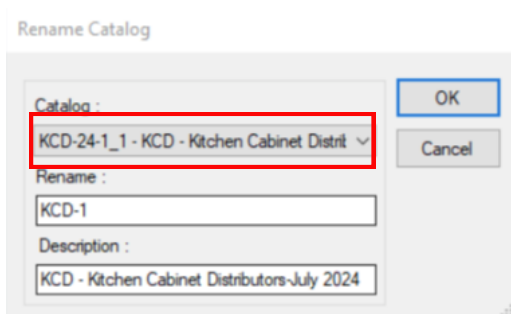 Rename Catalog
Catalog :
OK
KCD-24-1_1 - KCD - Kitchen Cabinet Distrib
Cancel
Rename :
KCD-1
Description :
KCD - Kitchen Cabinet Distributors-July 2024